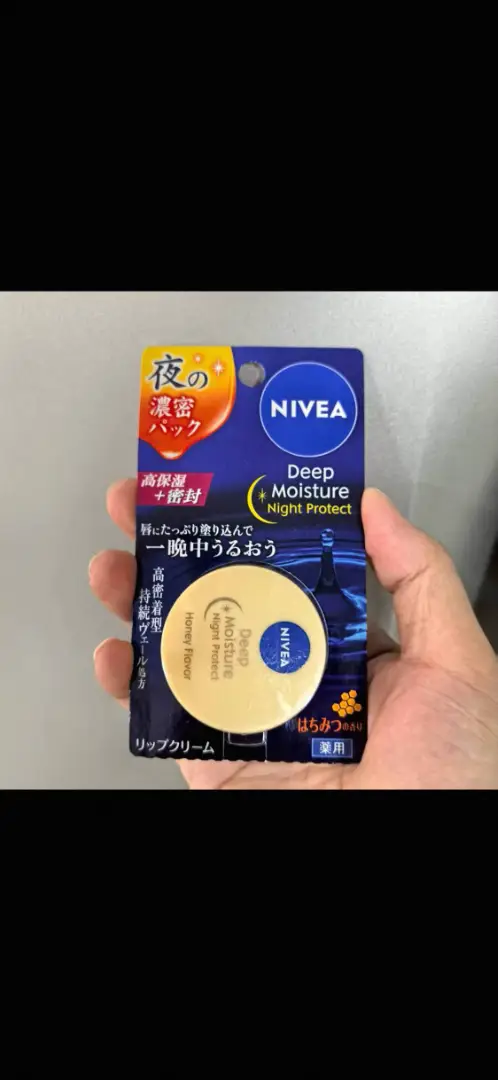 夜の
濃密
パック
NIVEA
Deep
Moisture
Night Protect
高保湿
+密封
唇にたっぷり塗り込んで
一晩中うるおう
高密着型
持続ヴェール処方
NIVEA
Deep
Moisture
Night Protect
Honey Flavor
はちみつの香り
リップクリーム
薬用